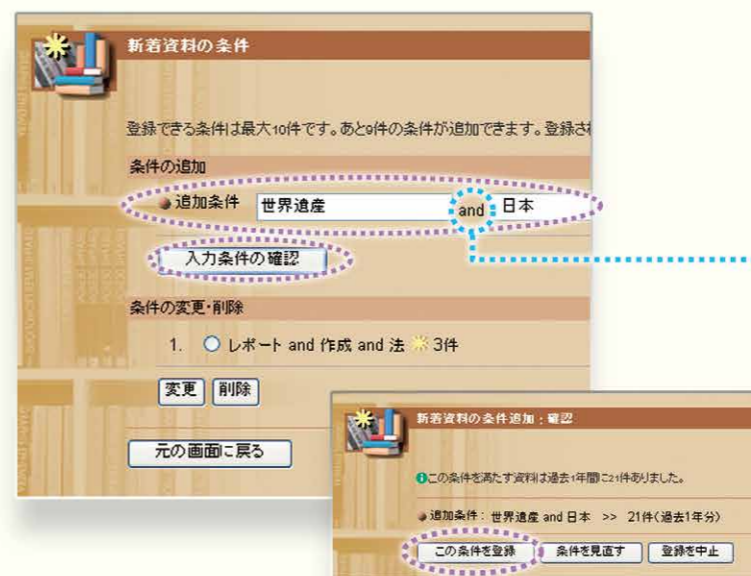 新着資料の条件
登録できる条件は最大10件です。あと9件の条件が追加できます。登録さ
条件の追加
追加条件 世界遺産 and 日本
入力条件の確認
条件の変更・削除
1. レポート and 作成 and 法 3件
変更 削除
元の画面に戻る
新着資料の条件追加:確認
この条件を満たす資料は過去1年間に21件ありました。
追加条件: 世界遺産 and 日本 >> 21件(過去1年分)
この条件を登録 条件を見直す 登録を中止